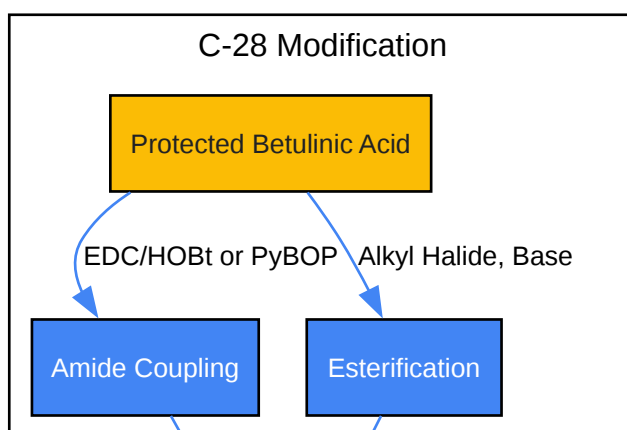 C-28 Modification
Protected Betulinic Acid
EDC/HOBt or PyBOP
Alkyl Halide, Base
Amide Coupling
Esterification